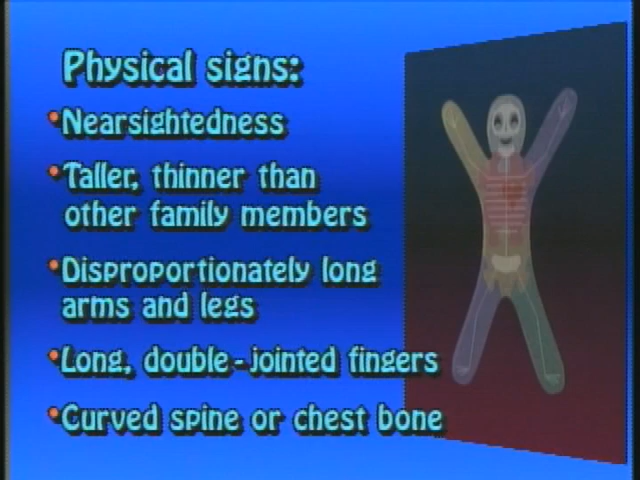 Physical signs:
•Nearsightedness
•Taller, thinner than
other family members
•Disproportionately long
arms and legs
•Long, double-jointed fingers
•Curved spine or chest bone